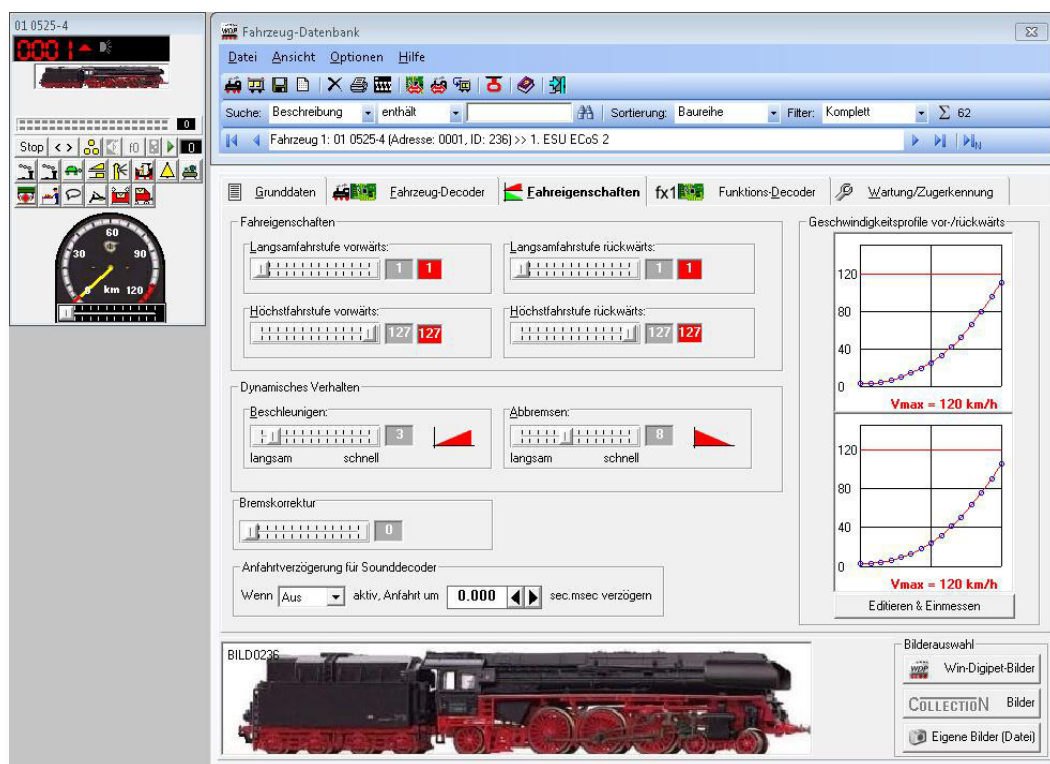 01 0525-4
0001
0
Stop < > f0 0
30 60 90
0 km 120
WDP Fahrzeug-Datenbank
Datei Ansicht Optionen Hilfe
Suche: Beschreibung enthält Sortierung: Baureihe Filter: Komplett Σ 62
Fahrzeug 1: 01 0525-4 (Adresse: 0001, ID: 236) >> 1. ESU ECoS 2
N
Grunddaten Fahrzeug-Decoder Fahreigenschaften fx1 Funktions-Decoder Wartung/Zugerkennung
Fahreigenschaften
Langsamfahrstufe vorwärts:
1 1
Langsamfahrstufe rückwärts:
1 1
Höchstfahrstufe vorwärts:
127 127
Höchstfahrstufe rückwärts:
127 127
Dynamisches Verhalten
Beschleunigen:
3
langsam schnell
Abbremsen:
8
langsam schnell
Bremskorrektur
0
Anfahrtverzögerung für Sounddecoder
Wenn Aus aktiv, Anfahrt um 0.000 sec.msec verzögern
Geschwindigkeitsprofile vor-/rückwärts
120
80
40
0
Vmax = 120 km/h
120
80
40
0
Vmax = 120 km/h
Editieren & Einmessen
BILD0236
Bilderauswahl
WDP Win-Digipet-Bilder
COLLECTION Bilder
Eigene Bilder (Datei)